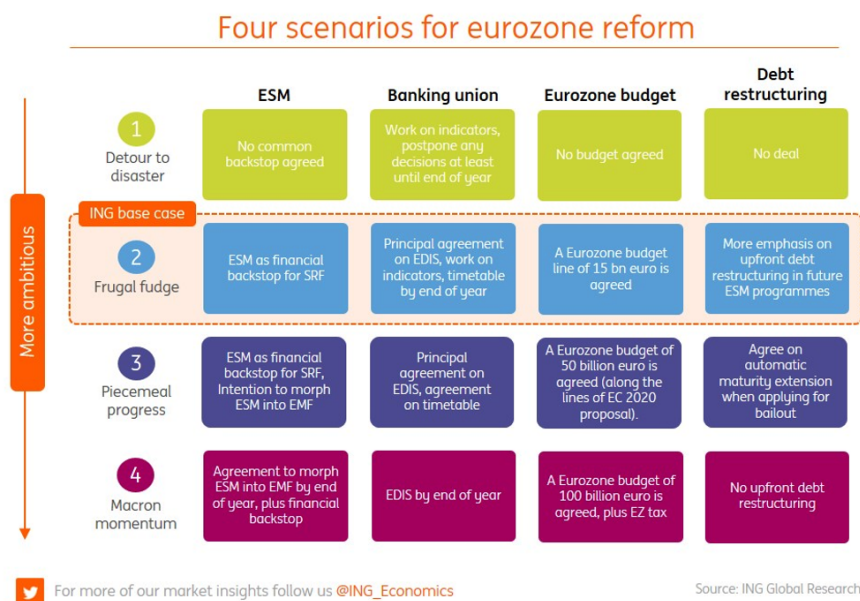 Four scenarios for eurozone reform
ESM
Banking union
Eurozone budget
Debt
restructuring
More ambitious
1
Detour to
disaster
No common
backstop agreed
Work on indicators,
postpone any
decisions at least
until end of year
No budget agreed
No deal
ING base case
2
Frugal fudge
ESM as financial
backstop for SRF
Principal agreement
on EDIS, work on
indicators, timetable
by end of year
A Eurozone budget
line of 15 bn euro is
agreed
More emphasis on
upfront debt
restructuring in future
ESM programmes
3
Piecemeal
progress
ESM as financial
backstop for SRF,
Intention to morph
ESM into EMF
Principal
agreement on
EDIS, agreement
on timetable
A Eurozone budget of
50 billion euro is
agreed (along the
lines of EC 2020
proposal).
Agree on
automatic
maturity extension
when applying for
bailout
4
Macron
momentum
Agreement to morph
ESM into EMF by end
of year, plus financial
backstop
EDIS by end of year
A Eurozone budget of
100 billion euro is
agreed, plus EZ tax
No upfront debt
restructuring
For more of our market insights follow us @ING_Economics
Source: ING Global Research